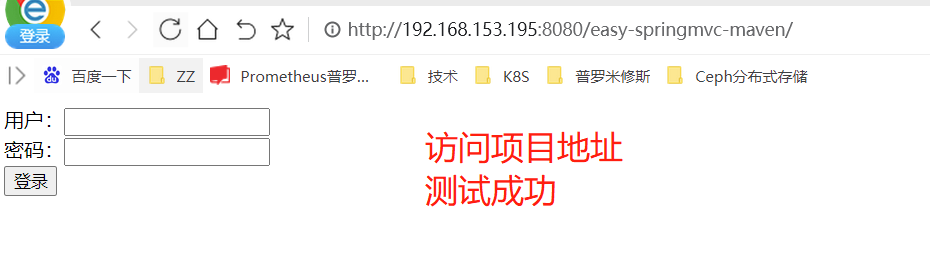 登录
http://192.168.153.195:8080/easy-springmvc-maven/
百度一下 ZZ Prometheus普罗... 技术 K8S 普罗米修斯 Ceph分布式存储
用户:
密码:
登录
访问项目地址
测试成功